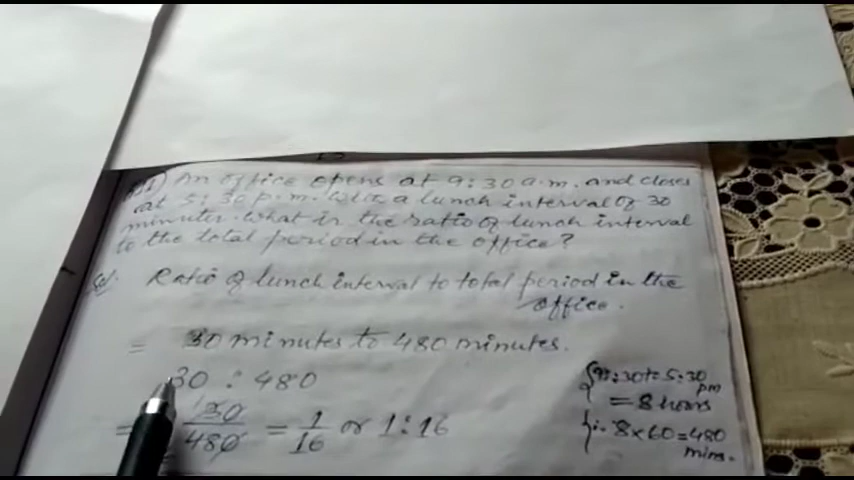 An office opens at 9:30 a.m. and closes
at 5:30 p.m. with a lunch interval of 30
minutes. What is the ratio of lunch interval
to the total period in the office?
Sol. Ratio of lunch interval to total period in the
office.
= 30 minutes to 480 minutes.
30 : 480
= 30/480 = 1/16 or 1:16
{9:30 to 5:30 pm
= 8 hours
}∴ 8x60=480
mins.